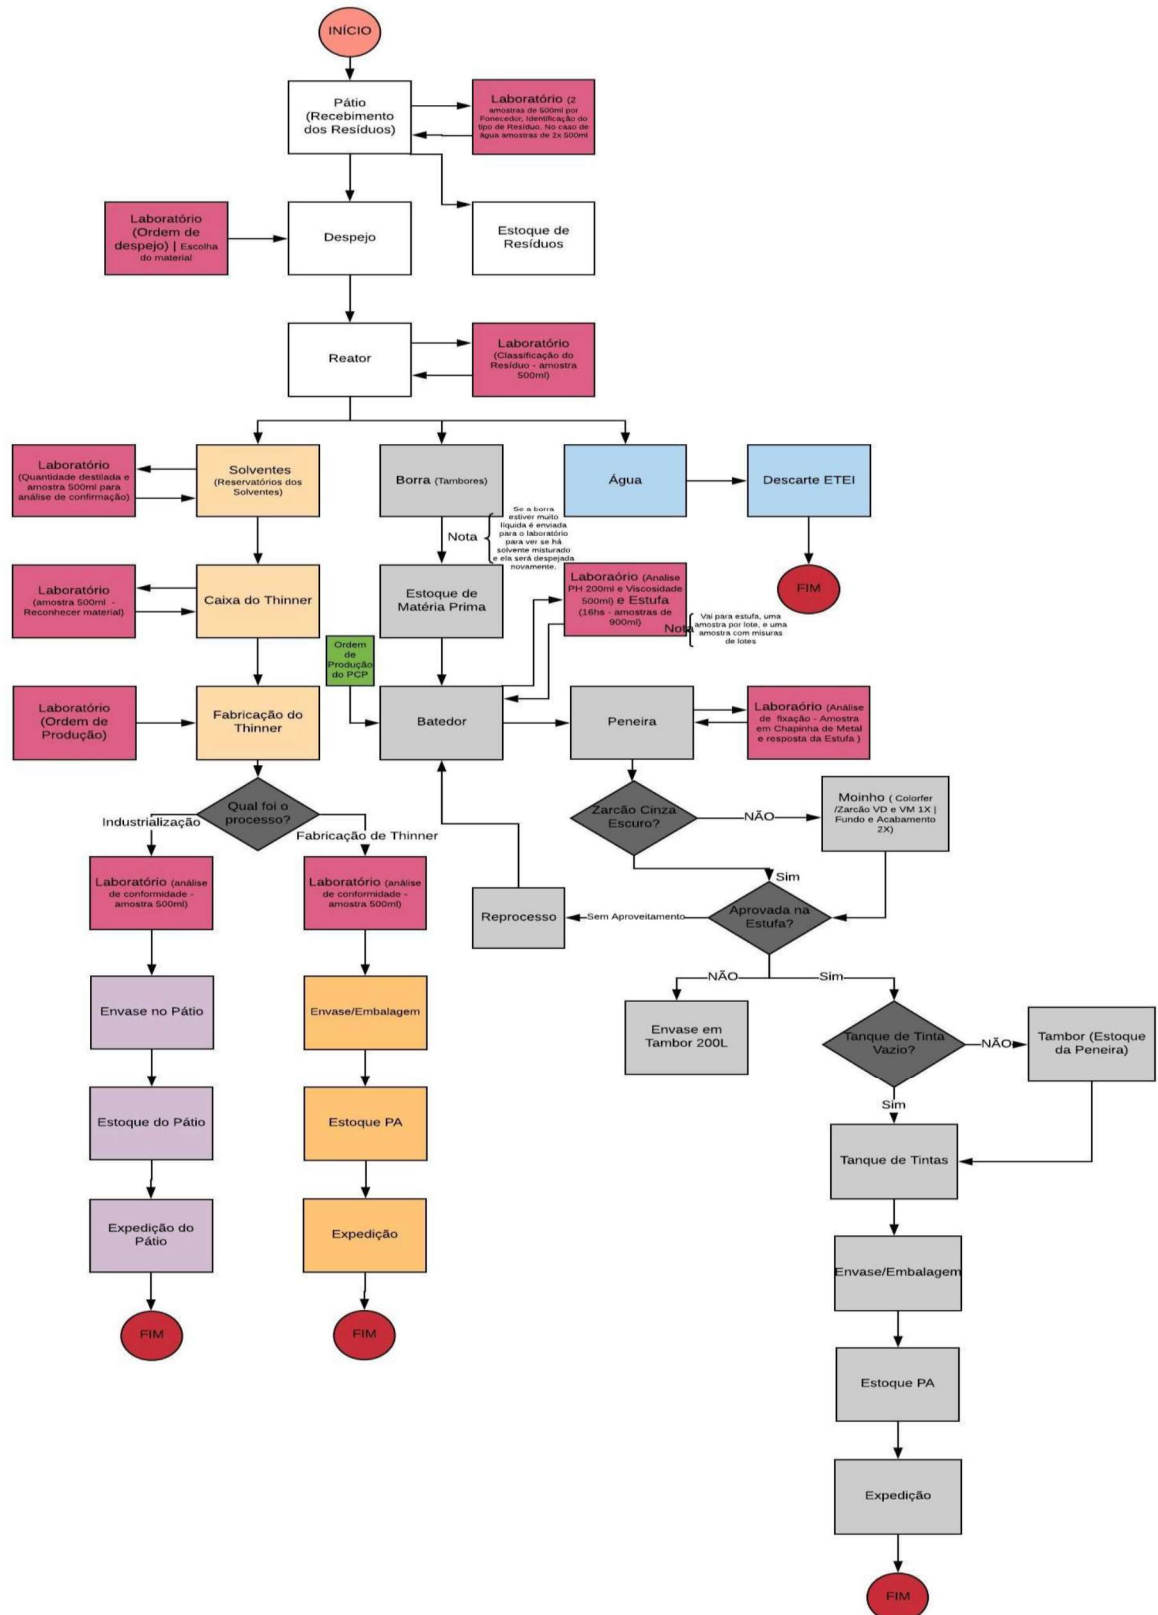 INÍCIO
Pátio
(Recebimento
dos Resíduos)
Laboratório (2
amostras de 500ml por
Fonecedor, Identificação do
tipo de Resíduo. No caso de
água amostras de 2x 500ml
Laboratório
(Ordem de
despejo) | Escolha
do material
Despejo
Estoque de
Resíduos
Reator
Laboratório
(Classificação do
Resíduo - amostra
500ml)
Laboratório
(Quantidade destilada e
amostra 500ml para
análise de confirmação)
Solventes
(Reservatórios dos
Solventes)
Borra (Tambores)
Água
Descarte ETEI
Nota
Se a borra
estiver muito
líquida é enviada
para o laboratório
para ver se há
solvente misturado
e ela será despejada
novamente.
Laboratório
(amostra 500ml -
Reconhecer material)
Caixa do Thinner
Estoque de
Matéria Prima
Laboraório (Analise
PH 200ml e Viscosidade
500ml) e Estufa
(16hs - amostras de
900ml)
FIM
Nota
Vai para estufa, uma
amostra por lote, e uma
amostra com misuras
de lotes
Ordem
de
Produção
do PCP
Laboratório
(Ordem de
Produção)
Fabricação do
Thinner
Batedor
Peneira
Laboraório (Análise
de fixação - Amostra
em Chapinha de Metal
e resposta da Estufa )
Qual foi o
processo?
Industrialização
Fabricação de Thinner
Zarcão Cinza
Escuro?
NÃO
Moinho ( Colorfer
/Zarcão VD e VM 1X |
Fundo e Acabamento
2X)
Sim
Laboratório (análise
de conformidade -
amostra 500ml)
Laboratório (análise
de conformidade -
amostra 500ml)
Reprocesso
Sem Aproveitamento
Aprovada na
Estufa?
NÃO
Sim
Envase no Pátio
Envase/Embalagem
Envase em
Tambor 200L
Tanque de Tinta
Vazio?
NÃO
Tambor (Estoque
da Peneira)
Sim
Estoque do Pátio
Estoque PA
Tanque de Tintas
Expedição do
Pátio
Expedição
Envase/Embalagem
FIM
FIM
Estoque PA
Expedição
FIM